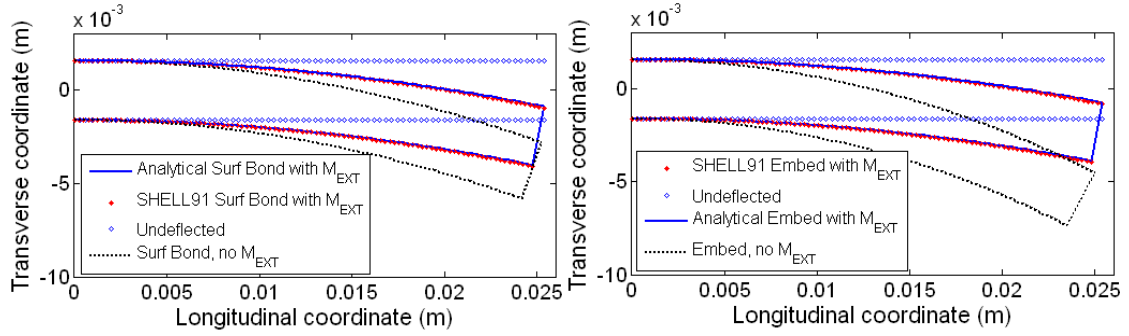 x 10⁻³
Transverse coordinate (m)
0
-5
-10
Analytical Surf Bond with M_EXT
SHELL91 Surf Bond with M_EXT
Undeflected
Surf Bond, no M_EXT
0 0.005 0.01 0.015 0.02 0.025
Longitudinal coordinate (m)
x 10⁻³
Transverse coordinate (m)
0
-5
-10
SHELL91 Embed with M_EXT
Undeflected
Analytical Embed with M_EXT
Embed, no M_EXT
0 0.005 0.01 0.015 0.02 0.025
Longitudinal coordinate (m)